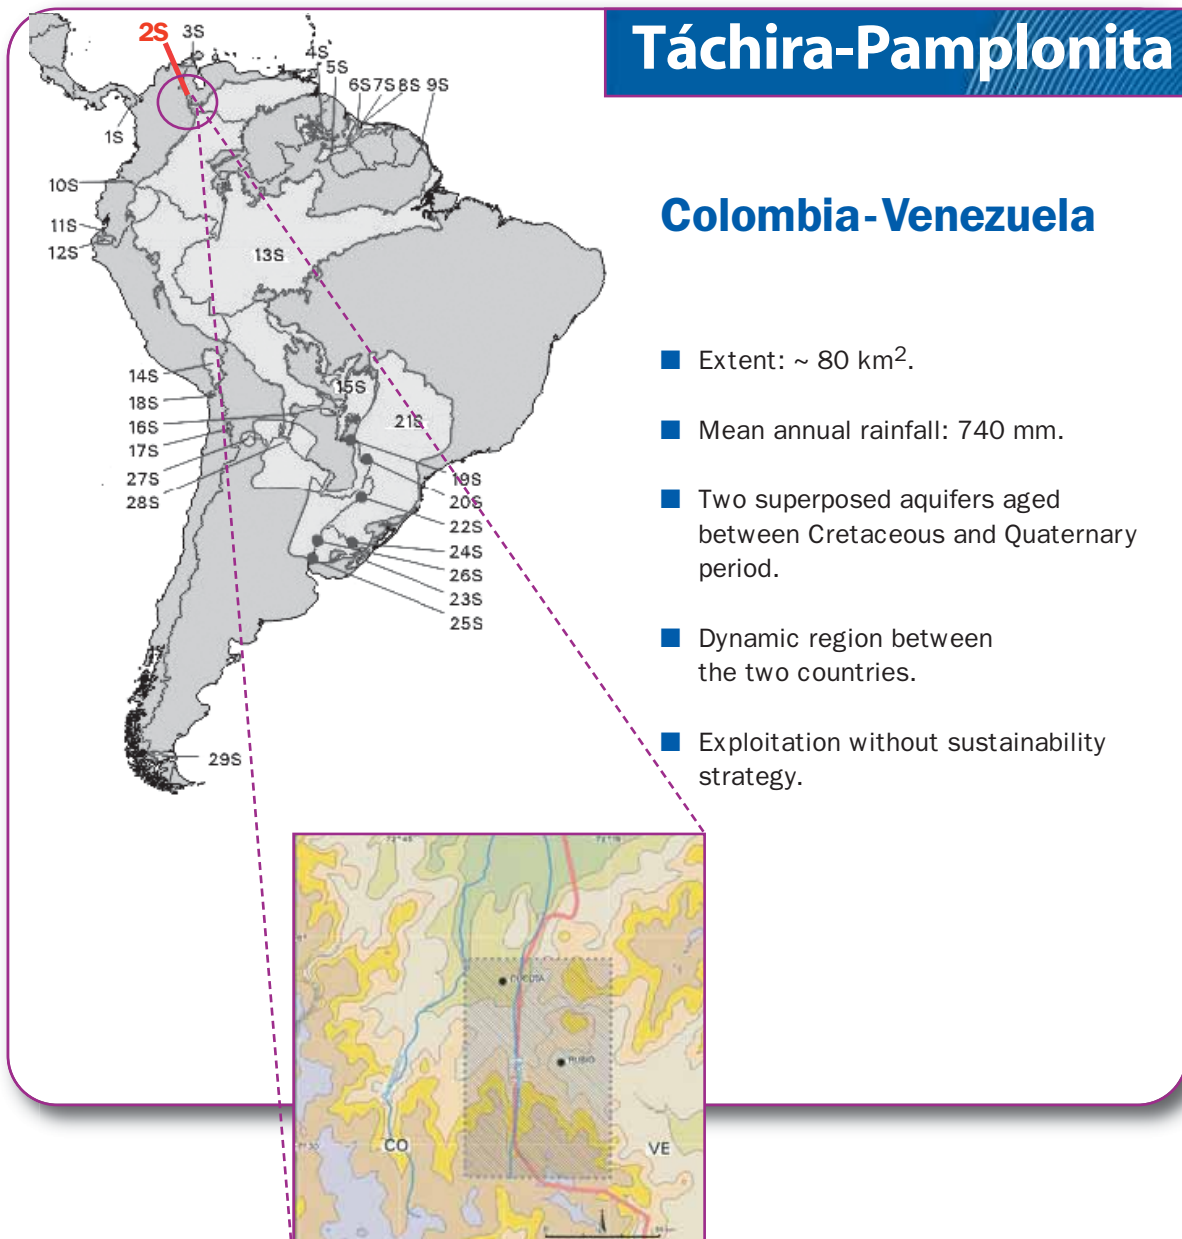 Táchira-Pamplonita
2S
3S
4S
5S
6S
7S
8S
9S
1S
10S
11S
12S
13S
14S
18S
16S
17S
27S
28S
15S
21S
19S
20S
22S
24S
26S
23S
25S
29S
Colombia-Venezuela
Extent: ~ 80 km².
Mean annual rainfall: 740 mm.
Two superposed aquifers aged
between Cretaceous and Quaternary
period.
Dynamic region between
the two countries.
Exploitation without sustainability
strategy.
CUCUTA
RUBIO
CO
VE